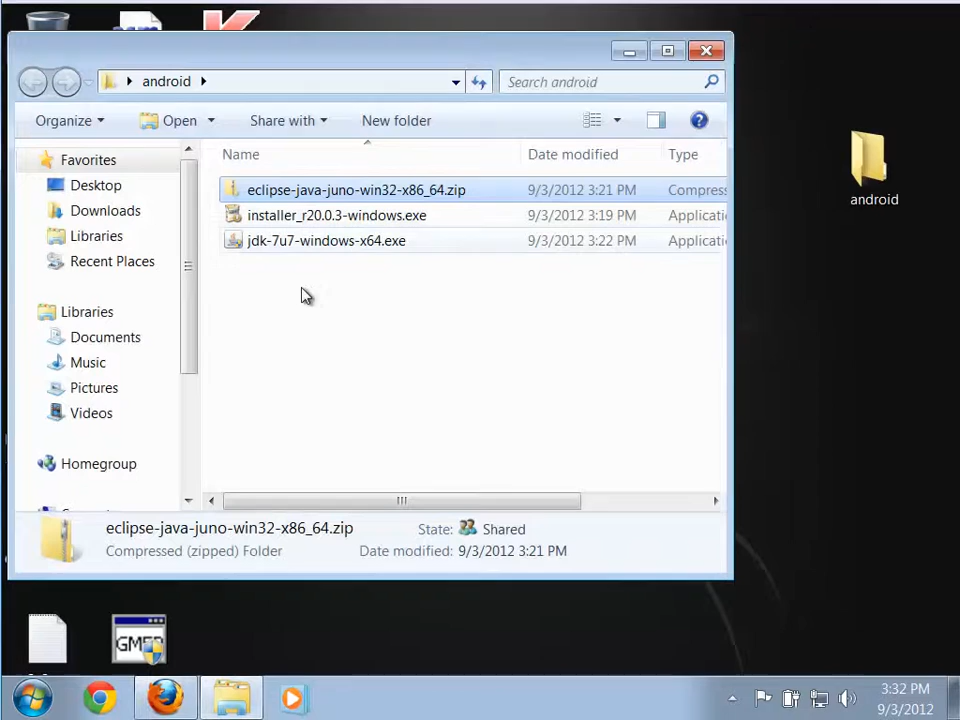 android
Search android
Organize
Open
Share with
New folder
Name
Date modified
Type
Favorites
Desktop
Downloads
Libraries
Recent Places
Libraries
Documents
Music
Pictures
Videos
Homegroup
eclipse-java-juno-win32-x86_64.zip 9/3/2012 3:21 PM Compress
installer_r20.0.3-windows.exe 9/3/2012 3:19 PM Applicatio
jdk-7u7-windows-x64.exe 9/3/2012 3:22 PM Applicatio
eclipse-java-juno-win32-x86_64.zip State: Shared
Compressed (zipped) Folder Date modified: 9/3/2012 3:21 PM
android
GMER
3:32 PM
9/3/2012